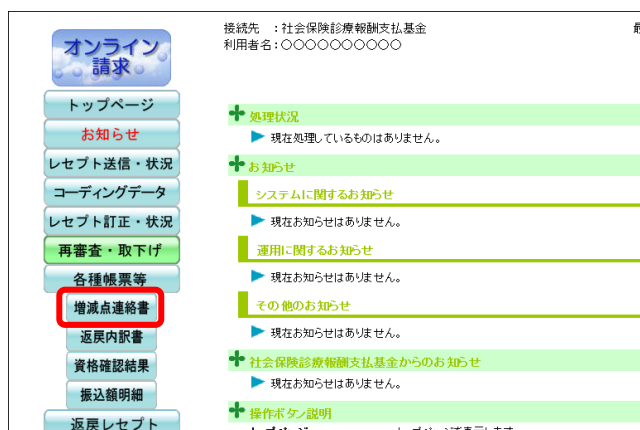 接続先　：社会保険診療報酬支払基金
利用者名：○○○○○○○○○○
オンライン
請求
トップページ
お知らせ
レセプト送信・状況
コーディングデータ
レセプト訂正・状況
再審査・取下げ
各種帳票等
増減点連絡書
返戻内訳書
資格確認結果
振込額明細
返戻レセプト
処理状況
現在処理しているものはありません。
お知らせ
システムに関するお知らせ
現在お知らせはありません。
運用に関するお知らせ
現在お知らせはありません。
その他のお知らせ
現在お知らせはありません。
社会保険診療報酬支払基金からのお知らせ
現在お知らせはありません。
操作ボタン説明